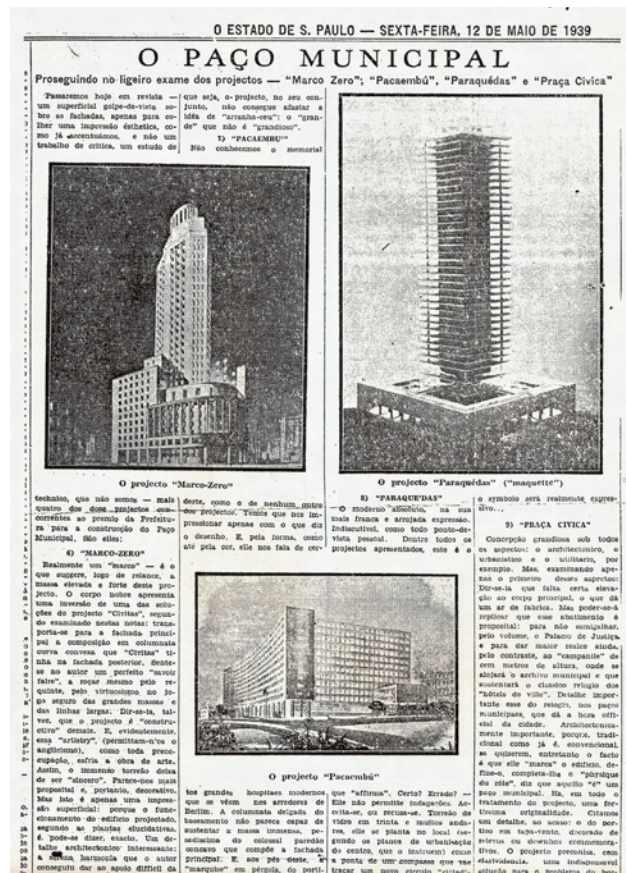 O ESTADO DE S. PAULO — SEXTA-FEIRA, 12 DE MAIO DE 1939
O PAÇO MUNICIPAL
Proseguindo no ligeiro exame dos projectos — "Marco Zero"; "Pacaembú", "Paraquédas" e "Praça Civica"
Passaremos hoje em revista —
um superficial golpe-de-vista so-
bre as fachadas, apenas para co-
lher uma impressão esthetica, co-
mo já accentuámos, e não um
trabalho de critica, um estudo de
que seja, o projecto, no seu con-
junto, não consegue afastar a
idéa de "arranha-ceu": o "gran-
de" que não é "grandioso".
7) "PACAEMBU"
Não conhecemos o memorial
O projecto "Marco-Zero"
O projecto "Paraquédas" ("maquette")
technico, que não somos — mais
quatro dos doze projectos con-
correntes ao premio da Prefeitu-
ra para a construcção do Paço
Municipal. São elles:
6) "MARCO-ZERO"
Realmente um "marco" — é o
que suggere, logo de relance, a
massa elevada e forte deste pro-
jecto. O corpo nobre apresenta
uma inversão de uma das solu-
ções do projecto "Civitas", segun-
do examinado nestas notas: trans-
porta-se para a fachada princi-
pal a composição em columnata
curva convexa que "Civitas" ti-
nha na fachada posterior. Sente-
se no autor um perfeito "savoir
faire", a roçar mesmo pelo re-
quinte, pelo virtuosismo no jo-
go seguro das grandes massas e
das linhas largas. Dir-se-ia, tal-
vez, que o projecto é "constru-
ctivo" demais. E, evidentemente,
essa "artistry", (permittam-n'os o
anglicismo), como toda preoc-
cupação, esfria a obra de arte.
Assim, o immenso torreão deixa
de ser "sincero". Parece-nos mais
proposital e, portanto, decorativo.
Mas isto é apenas uma impres-
são superficial: porque o func-
cionamento do edificio projectado,
segundo as plantas elucidativas,
é, pode-se dizer, exacto. Um de-
talhe architectonico interessante:
a serena harmonia que o autor
conseguiu dar ao apoio difficil da
deste, como o de nenhum outro
dos projectos. Temos que nos im-
pressionar apenas com o que diz
o desenho. E, pela forma, como
até pela cor, elle nos fala de cer-
8) "PARAQUE'DAS"
O moderno absoluto, na sua
mais franca e arrojada expressão.
Indiscutivel, como todo ponto-de-
vista pessoal. Dentre todos os
projectos apresentados, este é o
o symbolo será realmente expres-
sivo...
9) "PRAÇA CIVICA"
Concepção grandiosa sob todos
os aspectos: o architectonico, o
urbanistico e o utilitario, por
exemplo. Mas, examinando ape-
nas o primeiro desses aspectos:
Dir-se-ia que falta certa eleva-
ção ao corpo principal, o que dá
um ar de fabrica. Mas poder-se-á
replicar que esse abatimento é
proposital: para não esmigalhar,
pelo volume, o Palacio de Justiça,
e para dar maior realce ainda,
pelo contraste, ao "campanile" de
cem metros de altura, onde se
alojará o archivo municipal e que
sustentará o classico relogio dos
"hôtels de ville". Detalhe impor-
tante esse do relogio, nos paços
municipaes, que dá a hora offi-
cial da cidade. Architectonica-
mente importante, porque, tradi-
cional como já é, convencional,
se quiserem, entretanto o facto
é que elle "marca" o edificio, de-
fine-o, completa-lhe o "physique
de rôle", diz que aquillo "é" um
paço municipal. Ha, em todo o
tratamento do projecto, uma for-
tissima originalidade. Citamos
um detalhe, ao acaso: o do por-
tico em tapa-vento, decorado de
relevos ou desenhos commemora-
tivos. O projecto preconisa, com
clarividencia, uma indispensavel
O projecto "Pacaembú"
tos grandes hospitaes modernos
que se vêem nos arredores de
Berlim. A columnata delgada do
baseamento não parece capaz de
sustentar a massa immensa, pe-
sadissima do colossal paredão
concavo que compõe a fachada
principal. E, aos pés deste, a
"marquise" em pérgola, do porti-
que "affirma". Certo? Errado? —
Elle não permitte indagações. Ac-
ceita-se, ou recusa-se. Torreão de
vidro em trinta e muitos anda-
res, elle se planta no local (se-
gundo os planos de urbanisação
do centro, que o instruem) como
a ponta de um compasso que vae